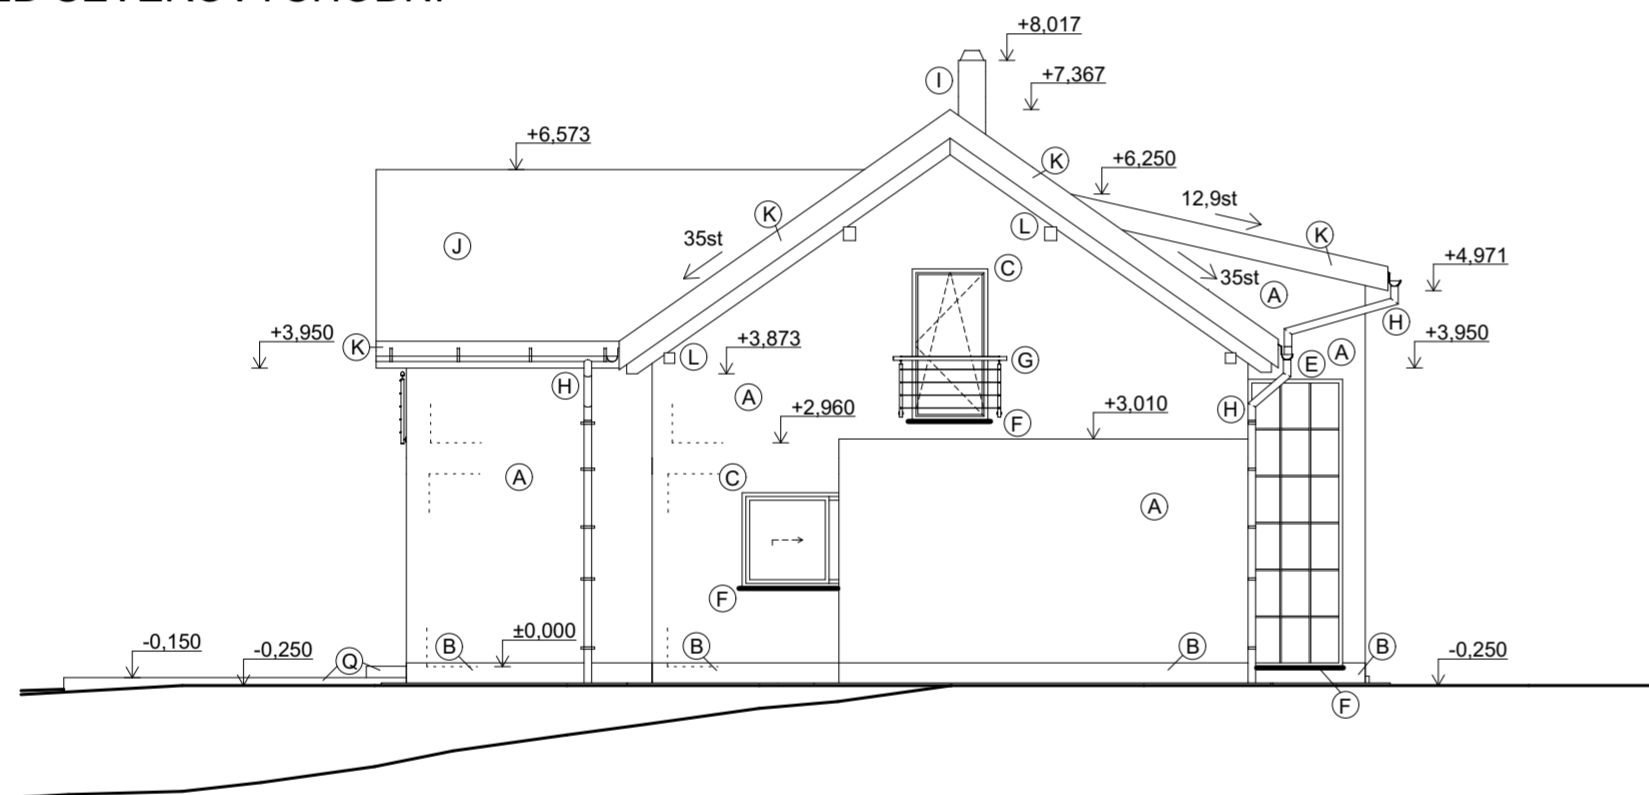 +8,017
I
+7,367
+6,573
K
+6,250
12,9st
K
L
K
J
35st
+4,971
C
35st
A
H
+3,950
K
+3,873
L
G
E
A
+3,950
H
A
+2,960
+3,010
H
F
A
C
A
F
±0,000
-0,150
-0,250
Q
B
B
B
B
-0,250
F